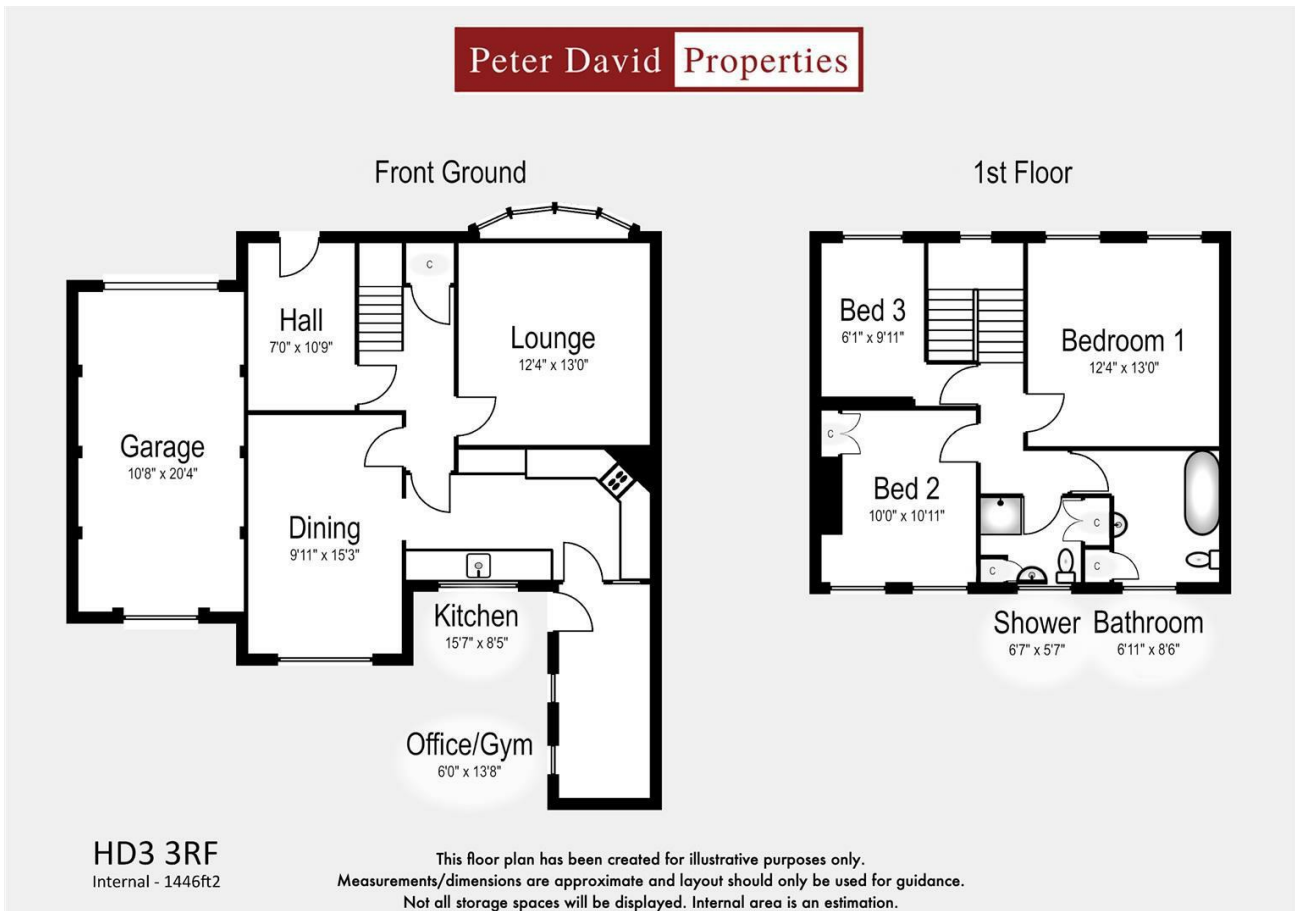 Peter David Properties
Front Ground
1st Floor
C
Hall
7'0" x 10'9"
Lounge
12'4" x 13'0"
Garage
10'8" x 20'4"
Dining
9'11" x 15'3"
Kitchen
15'7" x 8'5"
Office/Gym
6'0" x 13'8"
Bed 3
6'1" x 9'11"
Bedroom 1
12'4" x 13'0"
C
Bed 2
10'0" x 10'11"
C
C
C
Shower
6'7" x 5'7"
Bathroom
6'11" x 8'6"
HD3 3RF
Internal - 1446ft2
This floor plan has been created for illustrative purposes only.
Measurements/dimensions are approximate and layout should only be used for guidance.
Not all storage spaces will be displayed. Internal area is an estimation.